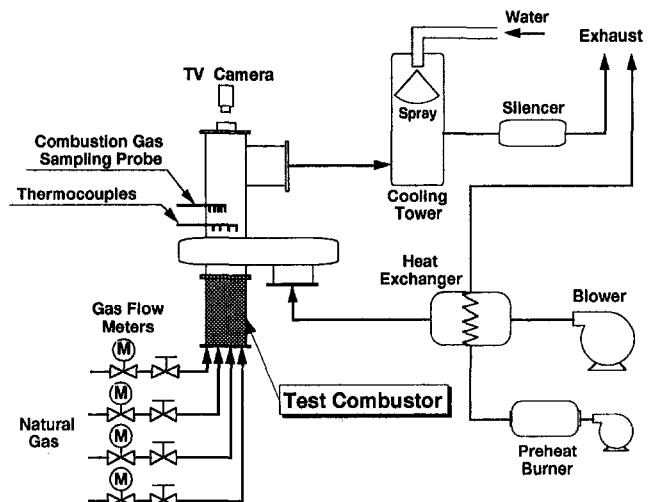 Water
Exhaust
TV Camera
Spray
Silencer
Combustion Gas
Sampling Probe
Thermocouples
Cooling
Tower
Heat
Exchanger
Blower
Gas Flow
Meters
M
M
M
M
Test Combustor
Natural
Gas
Preheat
Burner